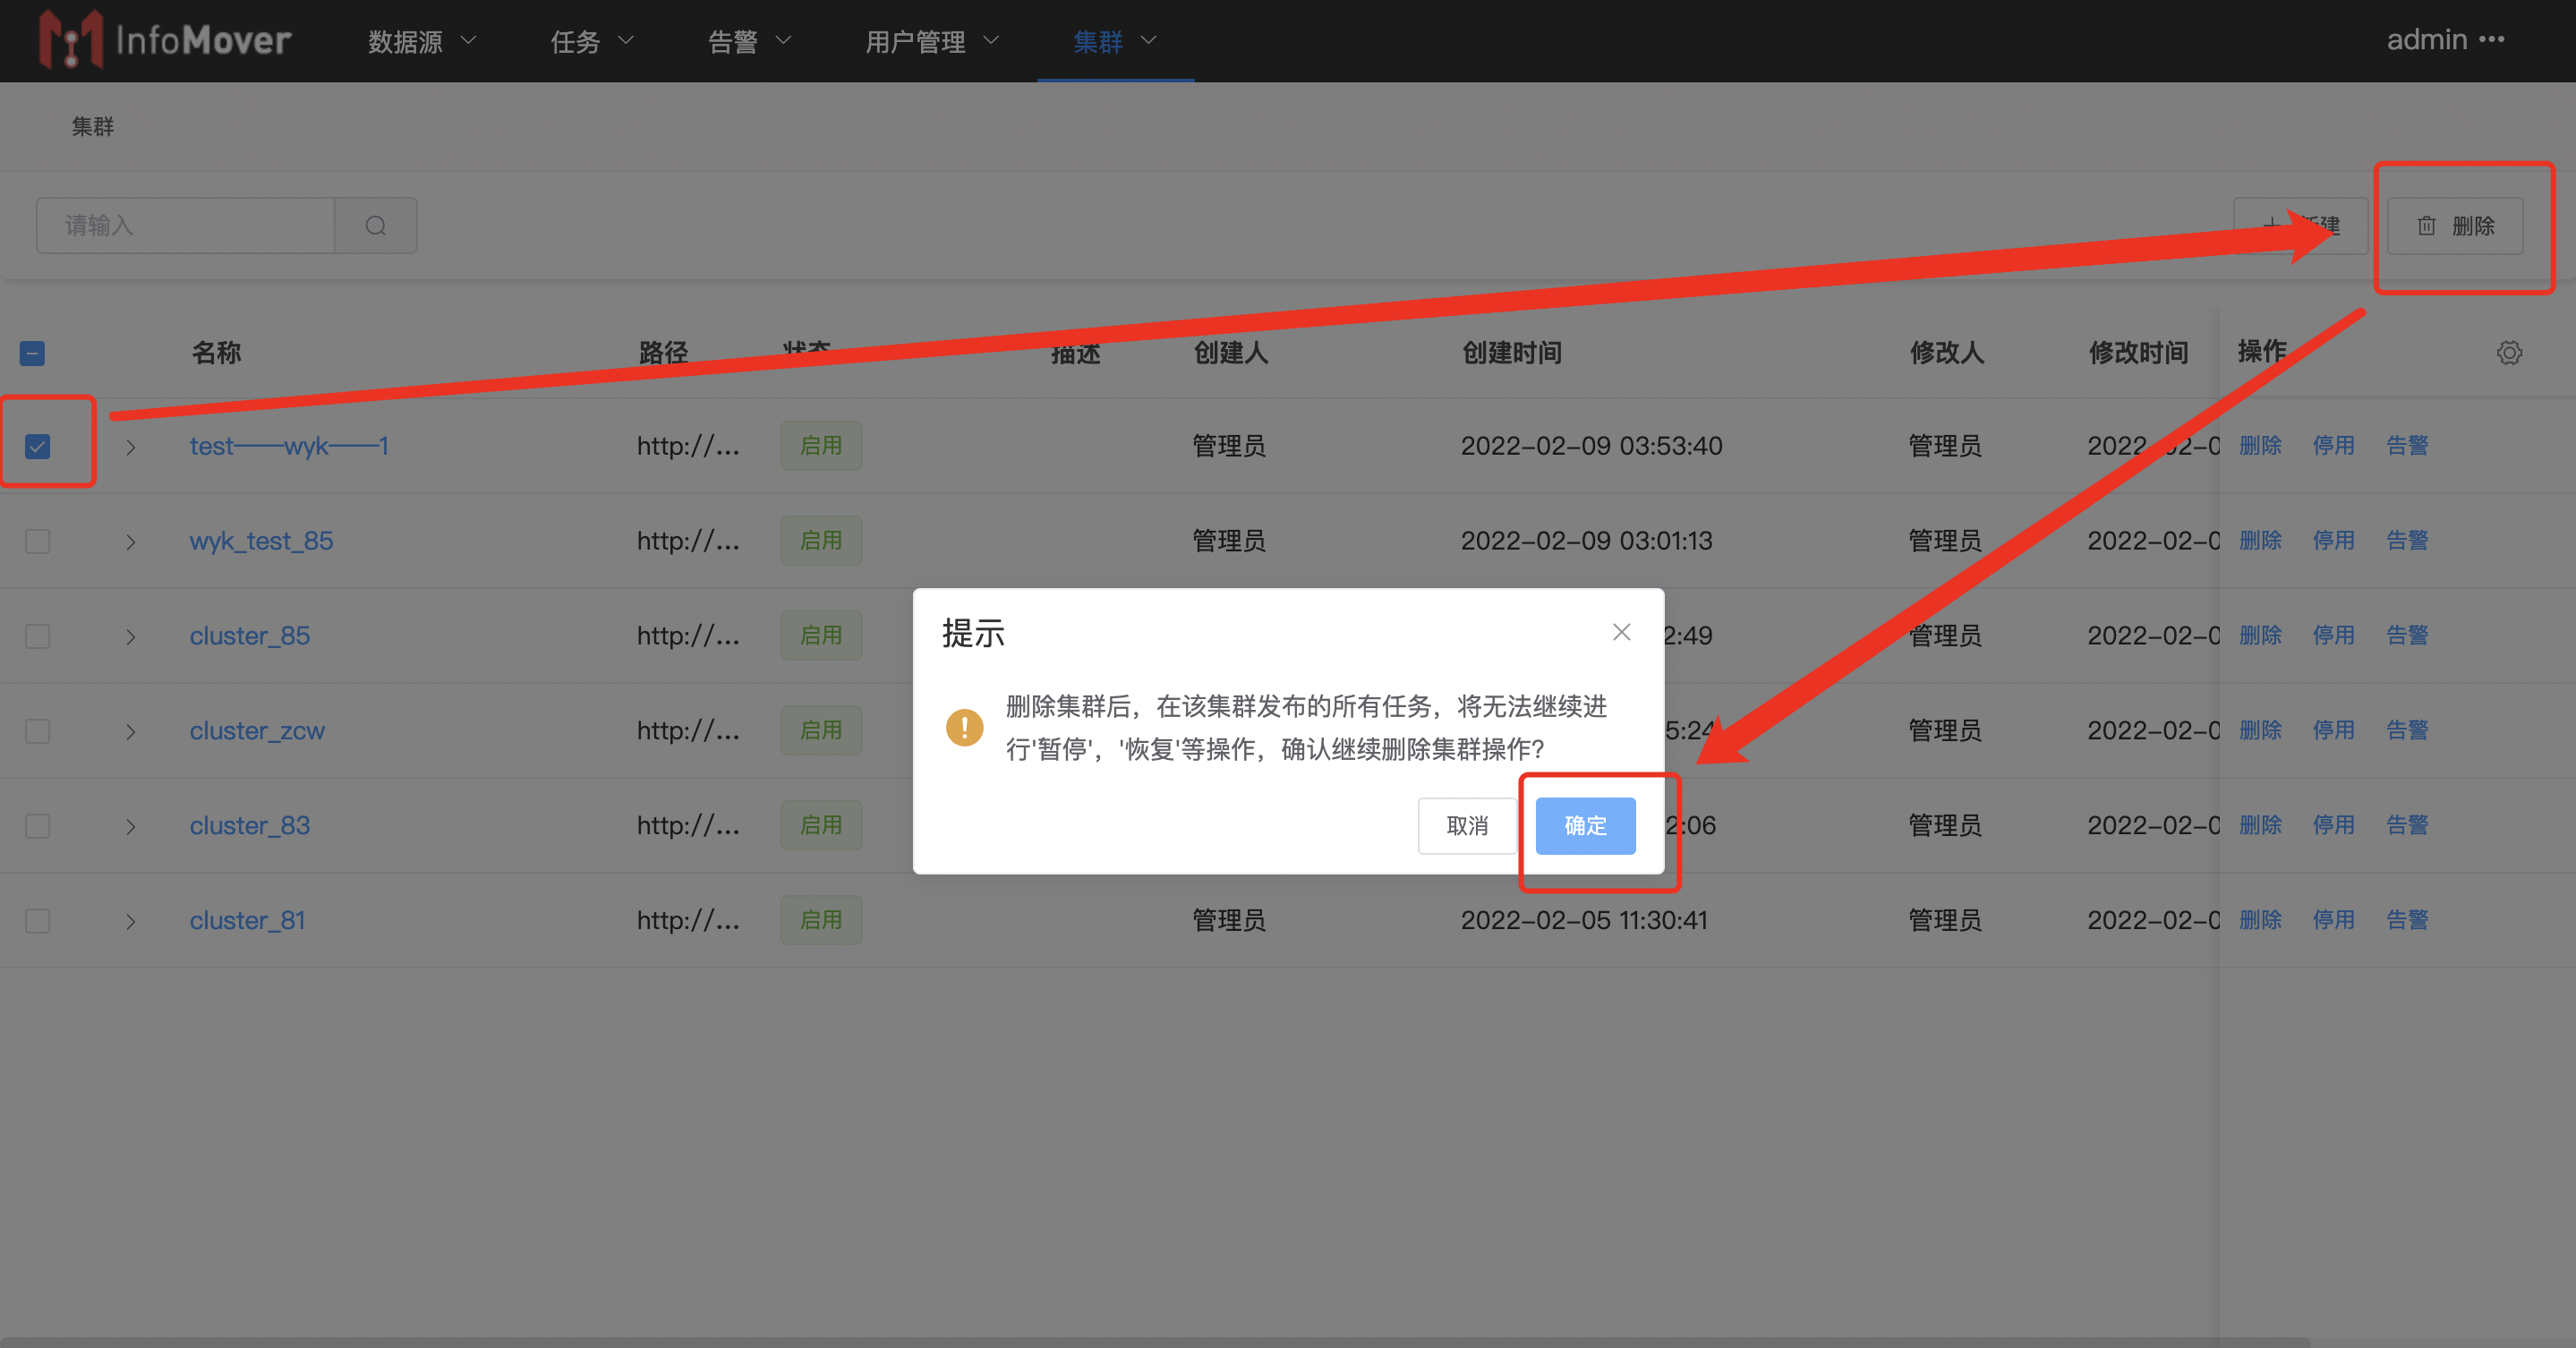 InfoMover 数据源 任务 告警 用户管理 集群 admin •••
集群
请输入 新建 删除
名称 路径 状态 描述 创建人 创建时间 修改人 修改时间 操作
test——wyk——1 http://... 启用 管理员 2022-02-09 03:53:40 管理员 2022-02-0 删除 停用 告警
wyk_test_85 http://... 启用 管理员 2022-02-09 03:01:13 管理员 2022-02-0 删除 停用 告警
cluster_85 http://... 启用 2:49 管理员 2022-02-0 删除 停用 告警
cluster_zcw http://... 启用 5:24 管理员 2022-02-0 删除 停用 告警
cluster_83 http://... 启用 2:06 管理员 2022-02-0 删除 停用 告警
cluster_81 http://... 启用 管理员 2022-02-05 11:30:41 管理员 2022-02-0 删除 停用 告警
提示
删除集群后，在该集群发布的所有任务，将无法继续进
行'暂停'，'恢复'等操作，确认继续删除集群操作?
取消 确定